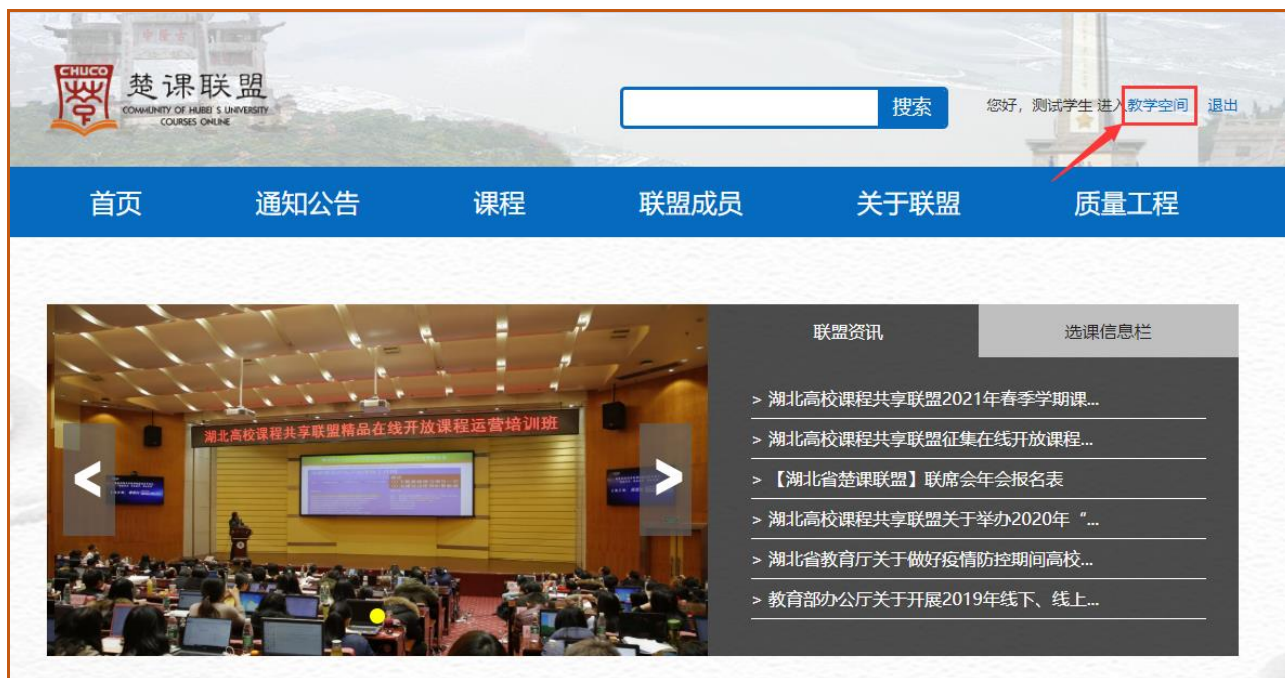 CHUCO
楚课联盟
COMMUNITY OF HUBEI'S UNIVERSITY
COURSES ONLINE
搜索
您好，测试学生 进入教学空间 退出
首页 通知公告 课程 联盟成员 关于联盟 质量工程
湖北高校课程共享联盟精品在线开放课程运营培训班
< >
联盟资讯 选课信息栏
> 湖北高校课程共享联盟2021年春季学期课...
> 湖北高校课程共享联盟征集在线开放课程...
> 【湖北省楚课联盟】联席会年会报名表
> 湖北高校课程共享联盟关于举办2020年“...
> 湖北省教育厅关于做好疫情防控期间高校...
> 教育部办公厅关于开展2019年线下、线上...